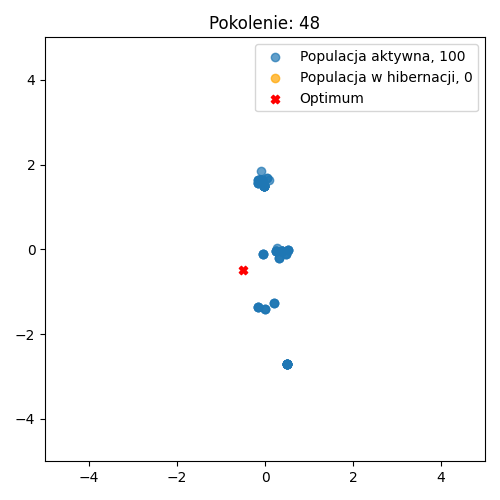 Pokolenie: 48
Populacja aktywna, 100
Populacja w hibernacji, 0
Optimum
4
2
0
−2
−4
−4 −2 0 2 4